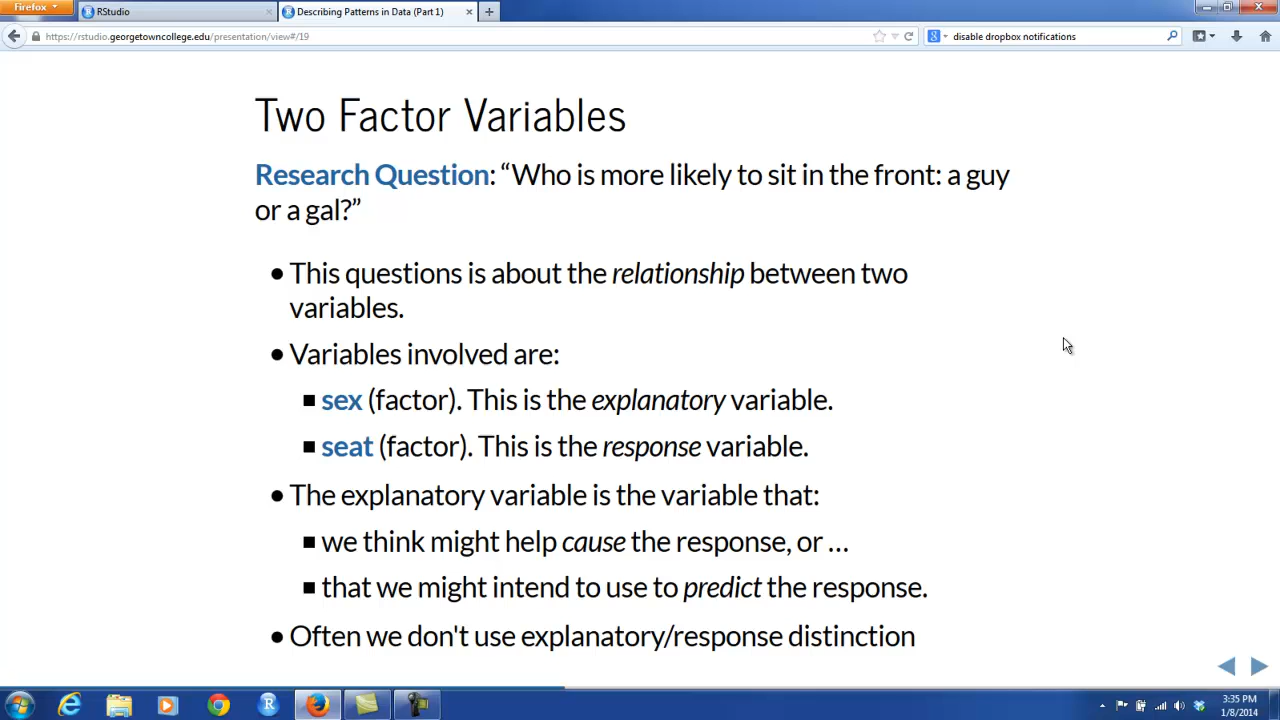 Firefox
RStudio
Describing Patterns in Data (Part 1)
https://rstudio.georgetowncollege.edu/presentation/view#/19
disable dropbox notifications
Two Factor Variables
Research Question: “Who is more likely to sit in the front: a guy
or a gal?”
• This questions is about the relationship between two
variables.
• Variables involved are:
▪ sex (factor). This is the explanatory variable.
▪ seat (factor). This is the response variable.
• The explanatory variable is the variable that:
▪ we think might help cause the response, or …
▪ that we might intend to use to predict the response.
• Often we don't use explanatory/response distinction
3:35 PM
1/8/2014